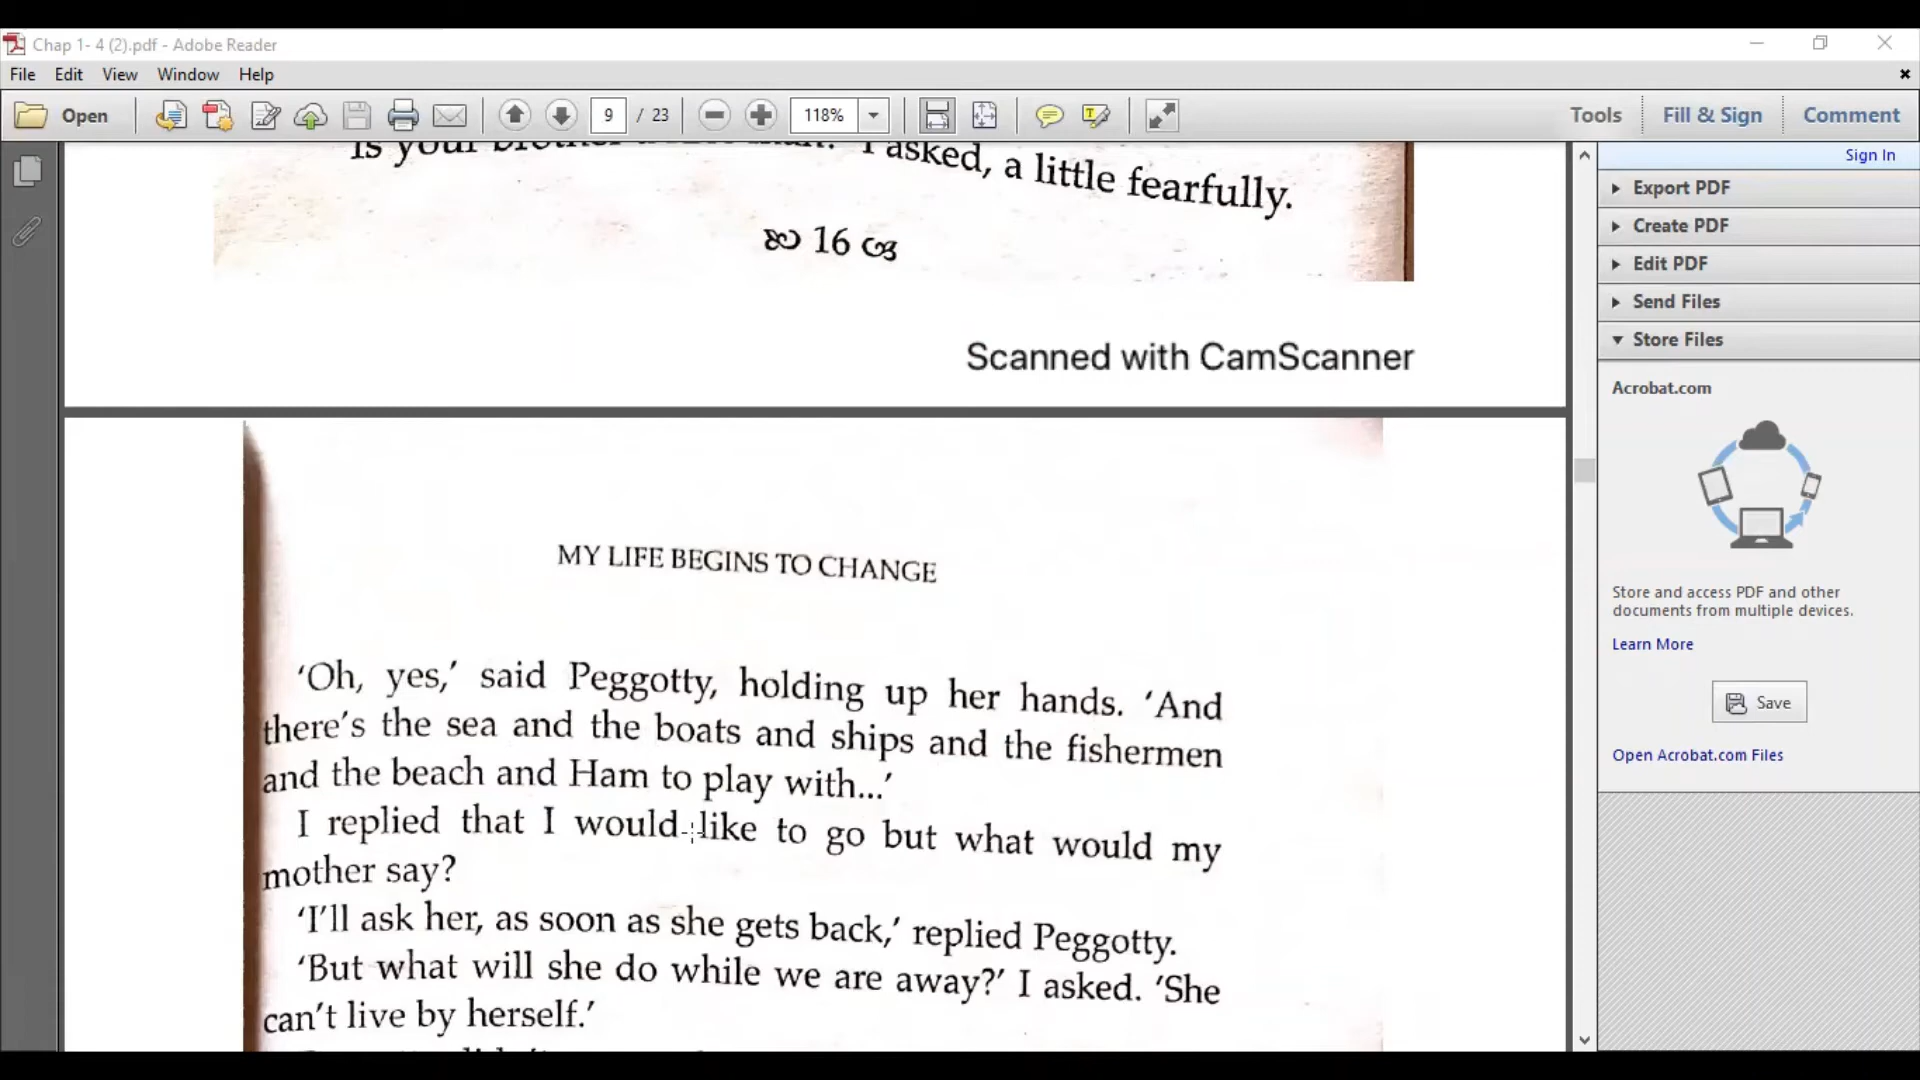 Chap 1- 4 (2).pdf - Adobe Reader
File Edit View Window Help
Open 9 / 23 118% Tools Fill & Sign Comment
Sign In
Export PDF
Create PDF
Edit PDF
Send Files
Store Files
Acrobat.com
Store and access PDF and other
documents from multiple devices.
Learn More
Save
Open Acrobat.com Files
Is your brother I asked, a little fearfully.
16
Scanned with CamScanner
MY LIFE BEGINS TO CHANGE
‘Oh, yes,’ said Peggotty, holding up her hands. ‘And
there’s the sea and the boats and ships and the fishermen
and the beach and Ham to play with...’
I replied that I would like to go but what would my
mother say?
‘I’ll ask her, as soon as she gets back,’ replied Peggotty.
‘But what will she do while we are away?’ I asked. ‘She
can’t live by herself.’